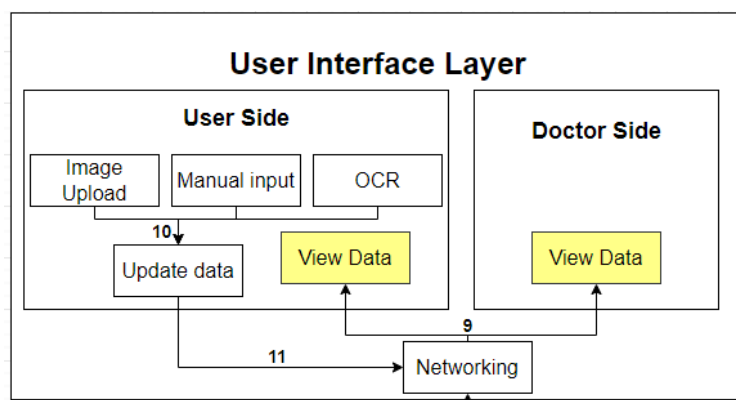 User Interface Layer
User Side
Doctor Side
Image
Upload
Manual input
OCR
10
Update data
View Data
View Data
9
11
Networking